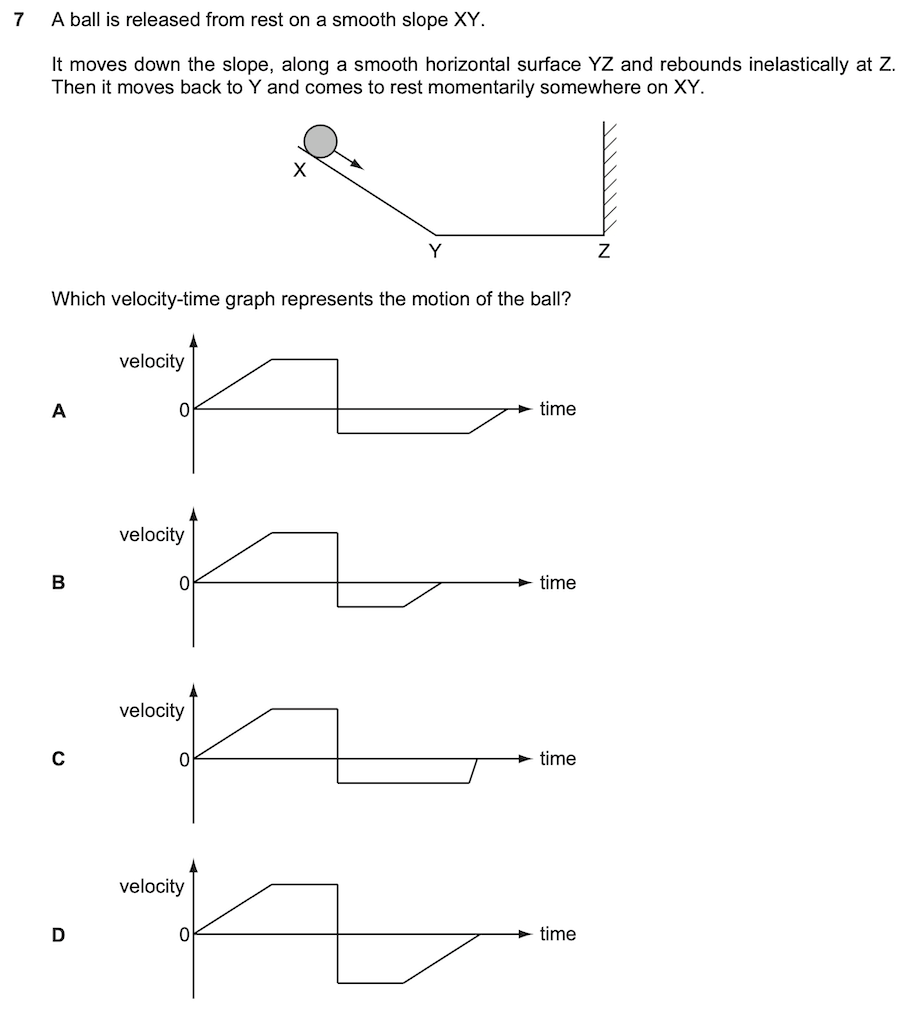 7 A ball is released from rest on a smooth slope XY.
It moves down the slope, along a smooth horizontal surface YZ and rebounds inelastically at Z.
Then it moves back to Y and comes to rest momentarily somewhere on XY.
X
Y
Z
Which velocity-time graph represents the motion of the ball?
velocity
A
0
time
velocity
B
0
time
velocity
C
0
time
velocity
D
0
time